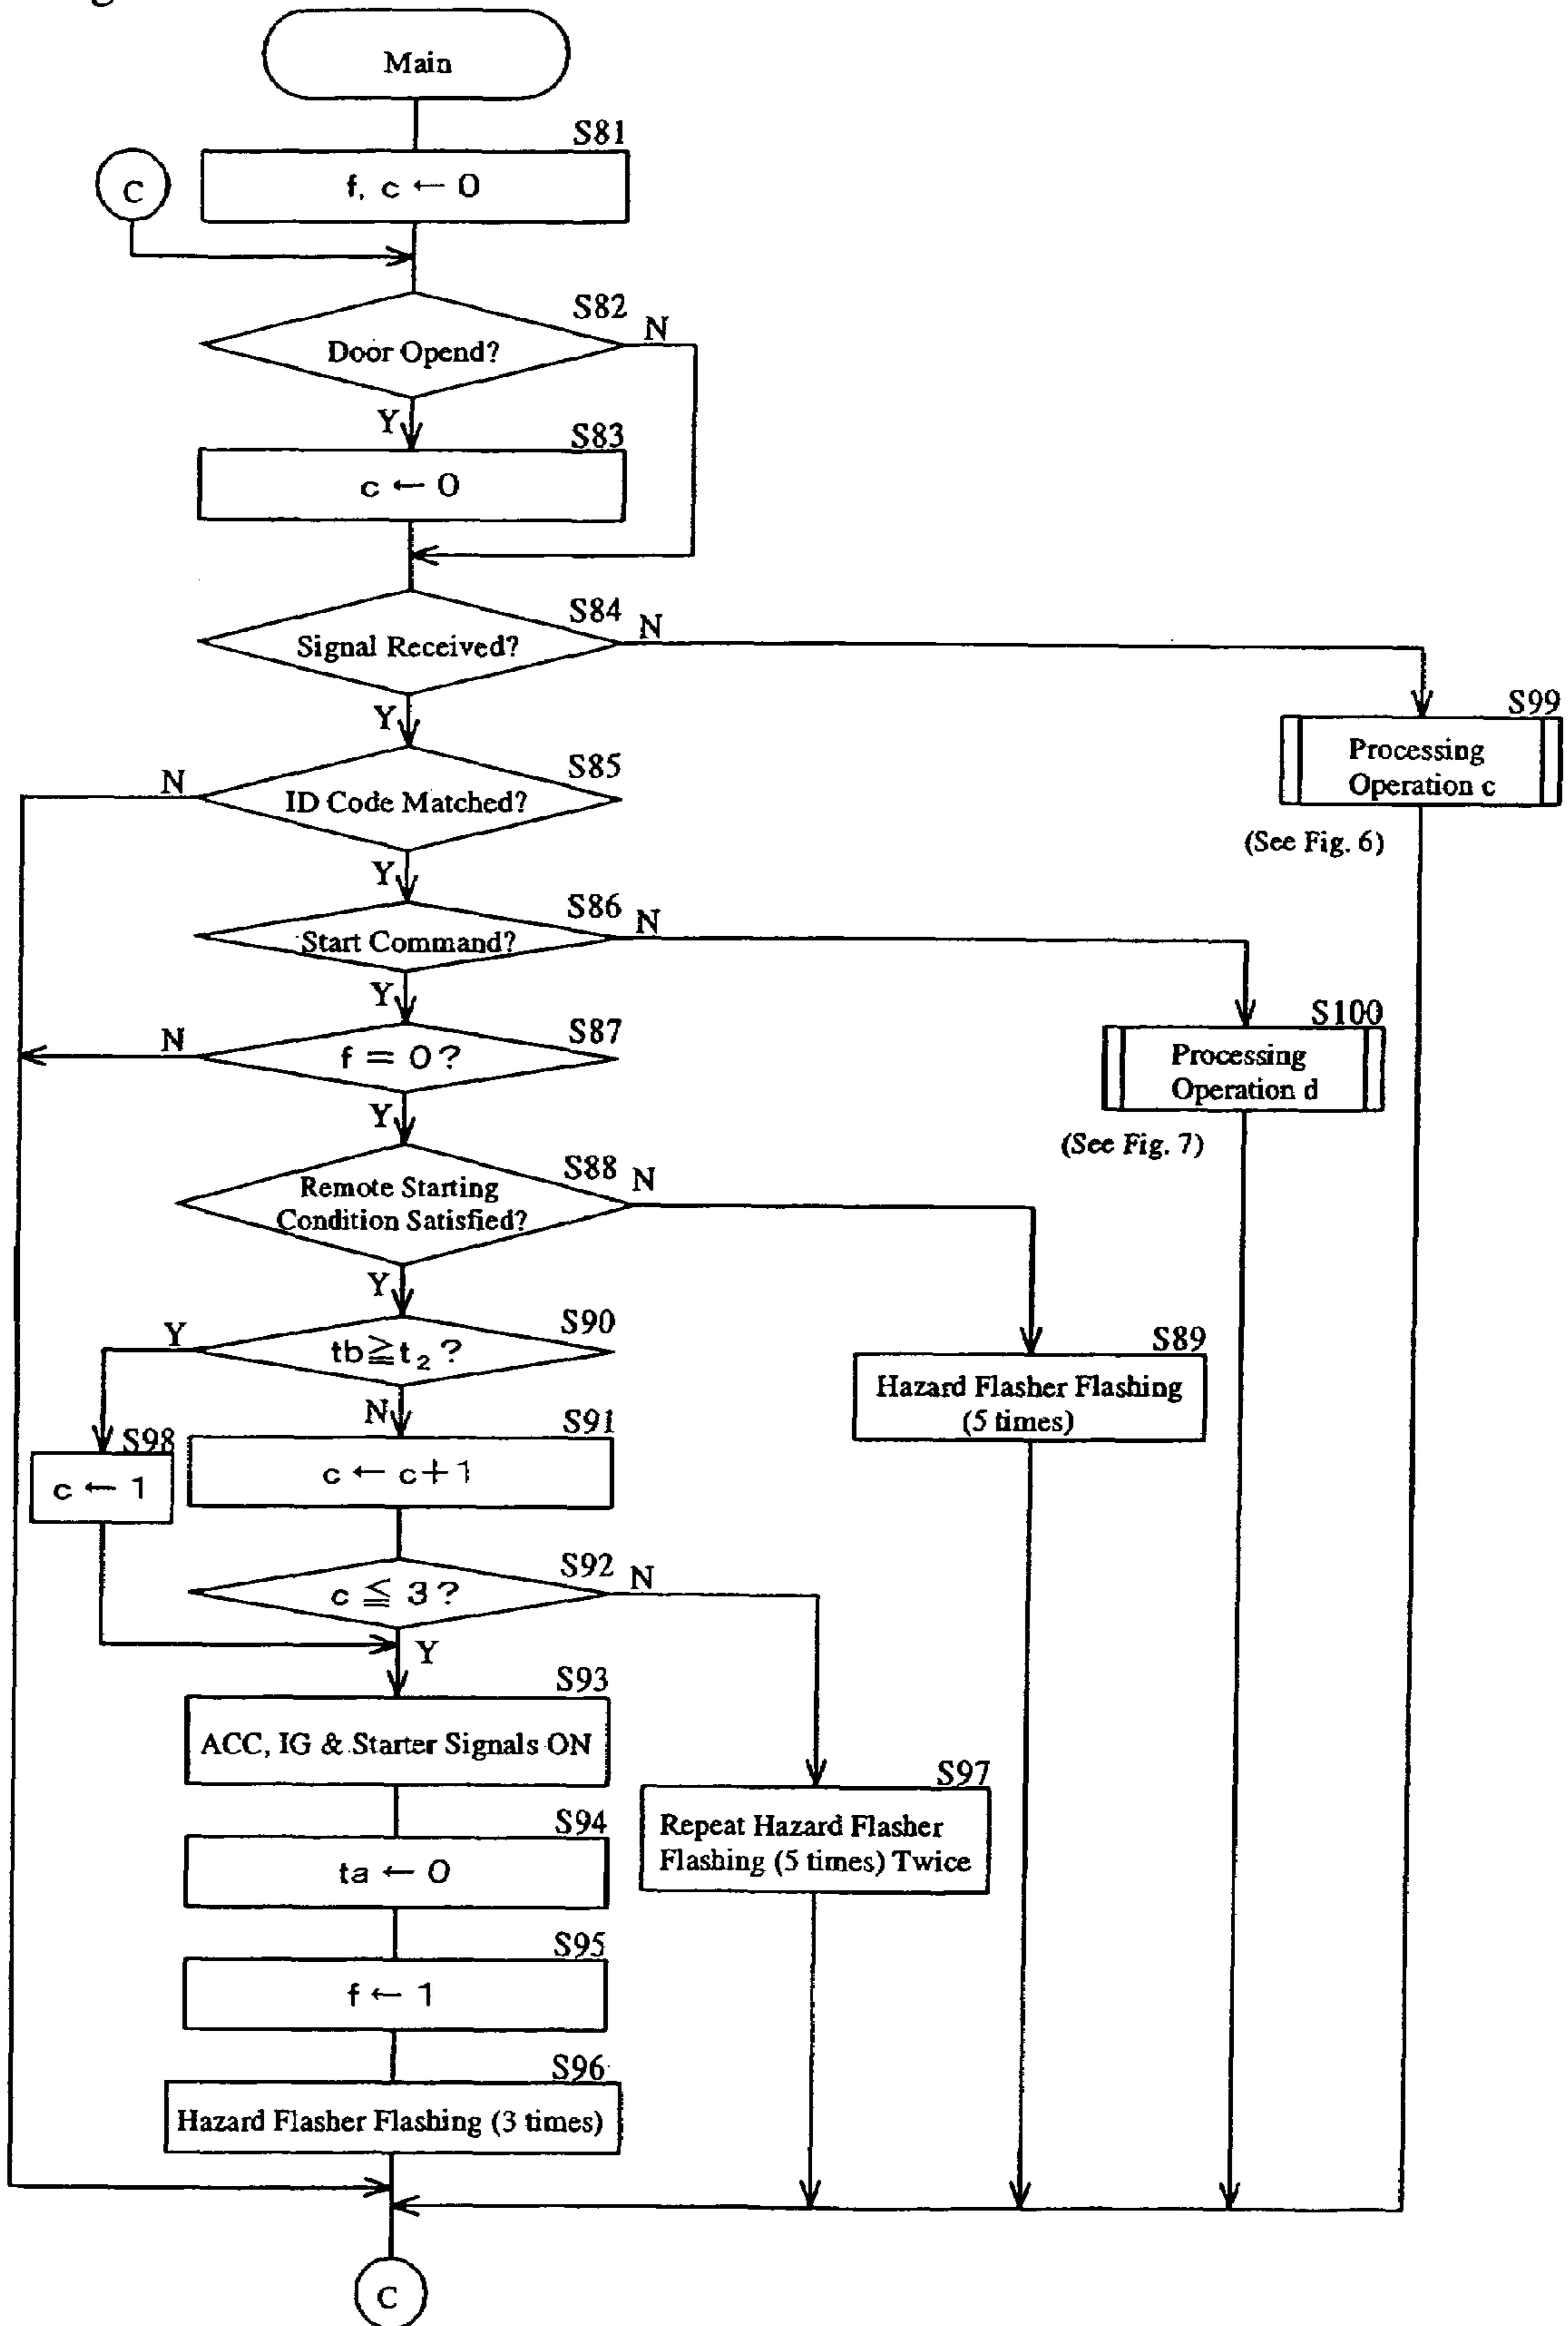 Main
S81
C
f, c ← 0
S82
N
Door Opend?
Y
S83
c ← 0
S84
N
Signal Received?
Y
S99
Processing
Operation c
(See Fig. 6)
S85
N
ID Code Matched?
Y
S86
N
Start Command?
Y
S100
Processing
Operation d
(See Fig. 7)
S87
N
f = 0?
Y
S88
N
Remote Starting
Condition Satisfied?
Y
S90
Y
tb≧t₂?
N
S89
Hazard Flasher Flashing
(5 times)
S98
c ← 1
S91
c ← c+1
S92
N
c ≦ 3?
Y
S93
ACC, IG & Starter Signals ON
S97
Repeat Hazard Flasher
Flashing (5 times) Twice
S94
ta ← 0
S95
f ← 1
S96
Hazard Flasher Flashing (3 times)
C